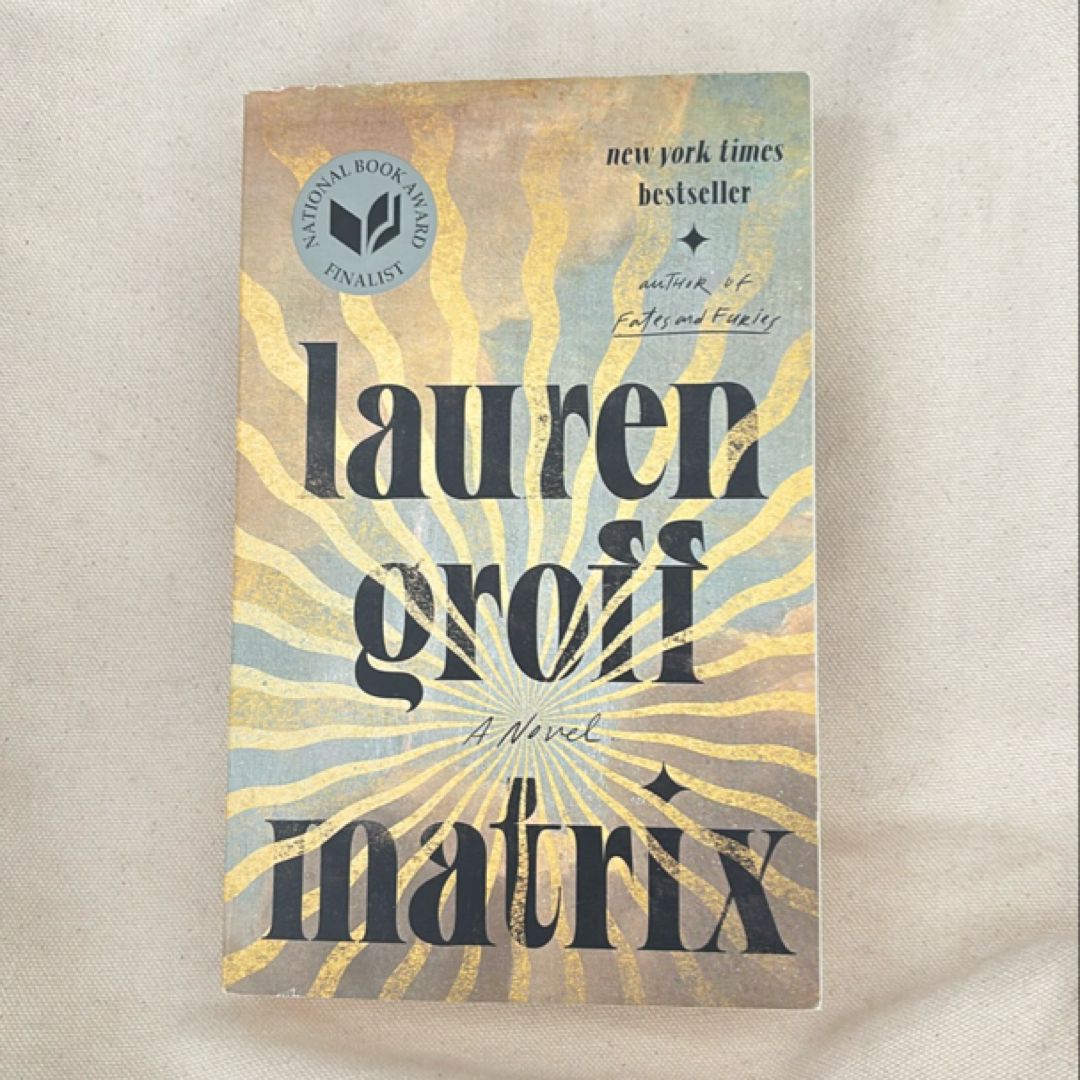 NATIONAL BOOK AWARD
FINALIST
new york times
bestseller
author of
Fates and Furies
lauren
groff
A Novel
matrix